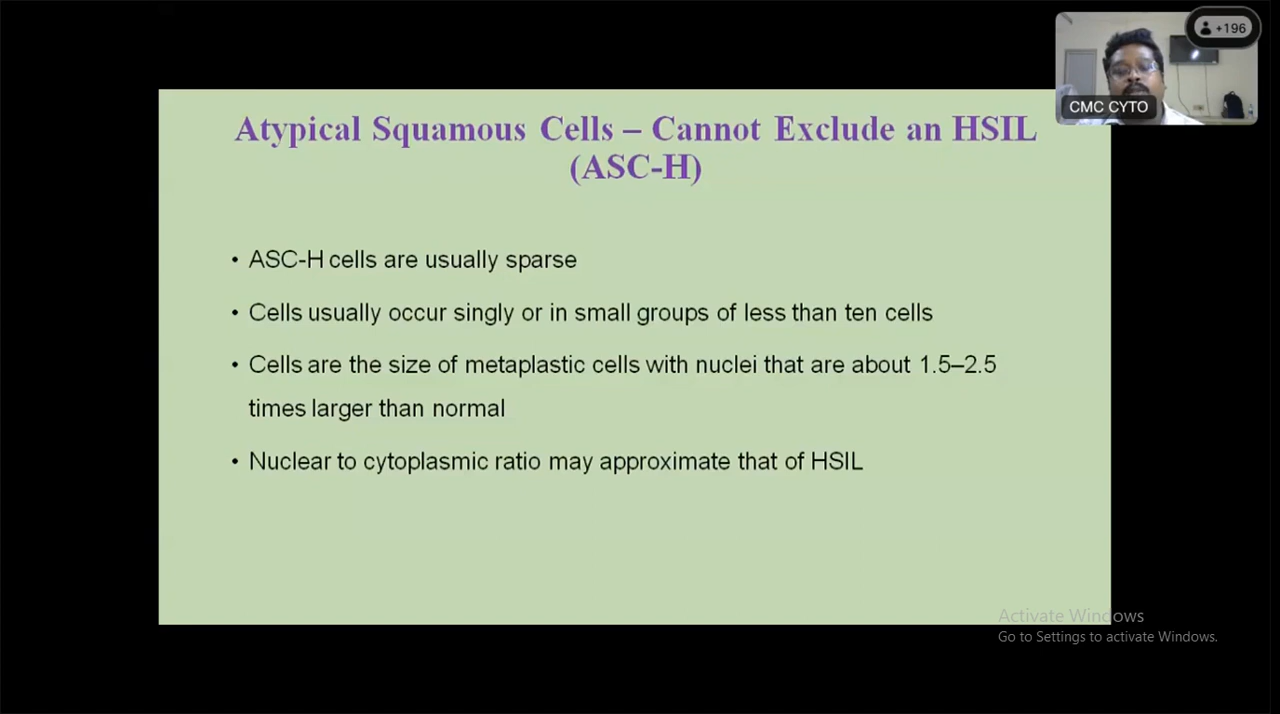 +196
CMC CYTO
Atypical Squamous Cells – Cannot Exclude an HSIL
(ASC-H)
• ASC-H cells are usually sparse
• Cells usually occur singly or in small groups of less than ten cells
• Cells are the size of metaplastic cells with nuclei that are about 1.5–2.5
times larger than normal
• Nuclear to cytoplasmic ratio may approximate that of HSIL
Activate Windows
Go to Settings to activate Windows.